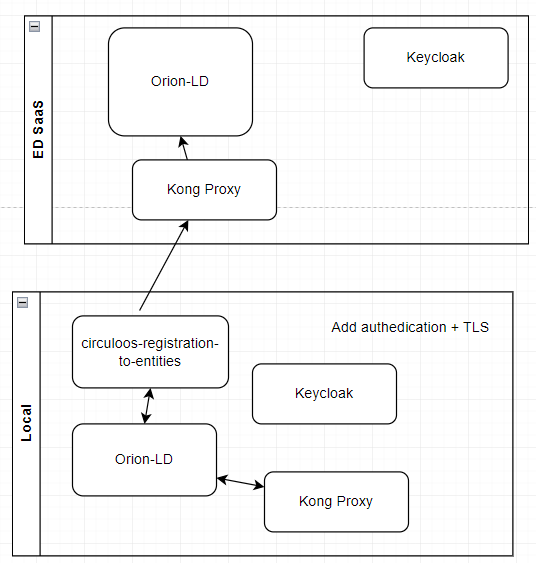 ED SaaS
Orion-LD
Keycloak
Kong Proxy
Local
circuloos-registration-
to-entities
Add authedication + TLS
Keycloak
Orion-LD
Kong Proxy